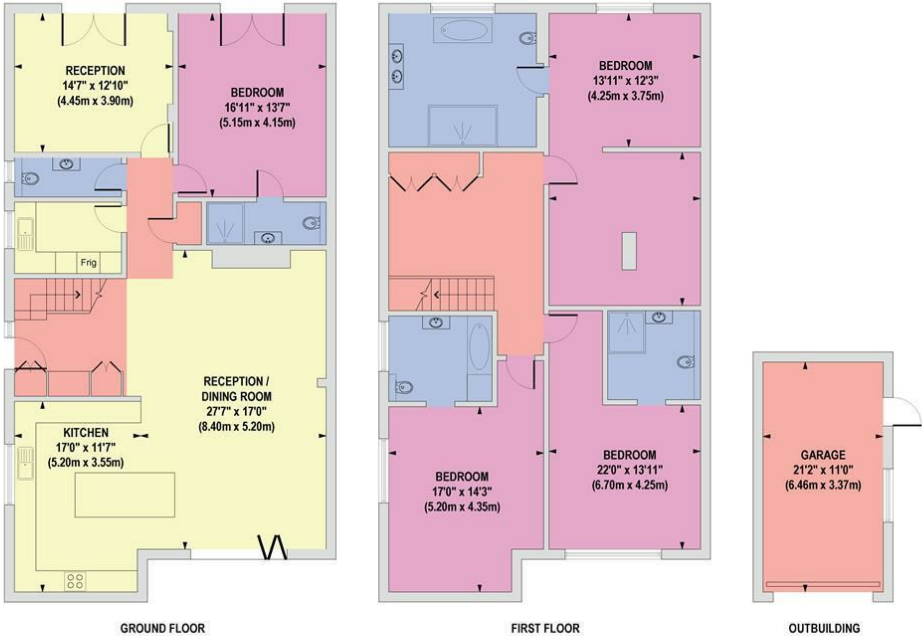 RECEPTION
14'7" x 12'10"
(4.45m x 3.90m)
BEDROOM
16'11" x 13'7"
(5.15m x 4.15m)
Frig
RECEPTION /
DINING ROOM
27'7" x 17'0"
(8.40m x 5.20m)
KITCHEN
17'0" x 11'7"
(5.20m x 3.55m)
GROUND FLOOR
BEDROOM
13'11" x 12'3"
(4.25m x 3.75m)
BEDROOM
17'0" x 14'3"
(5.20m x 4.35m)
BEDROOM
22'0" x 13'11"
(6.70m x 4.25m)
FIRST FLOOR
GARAGE
21'2" x 11'0"
(6.46m x 3.37m)
OUTBUILDING